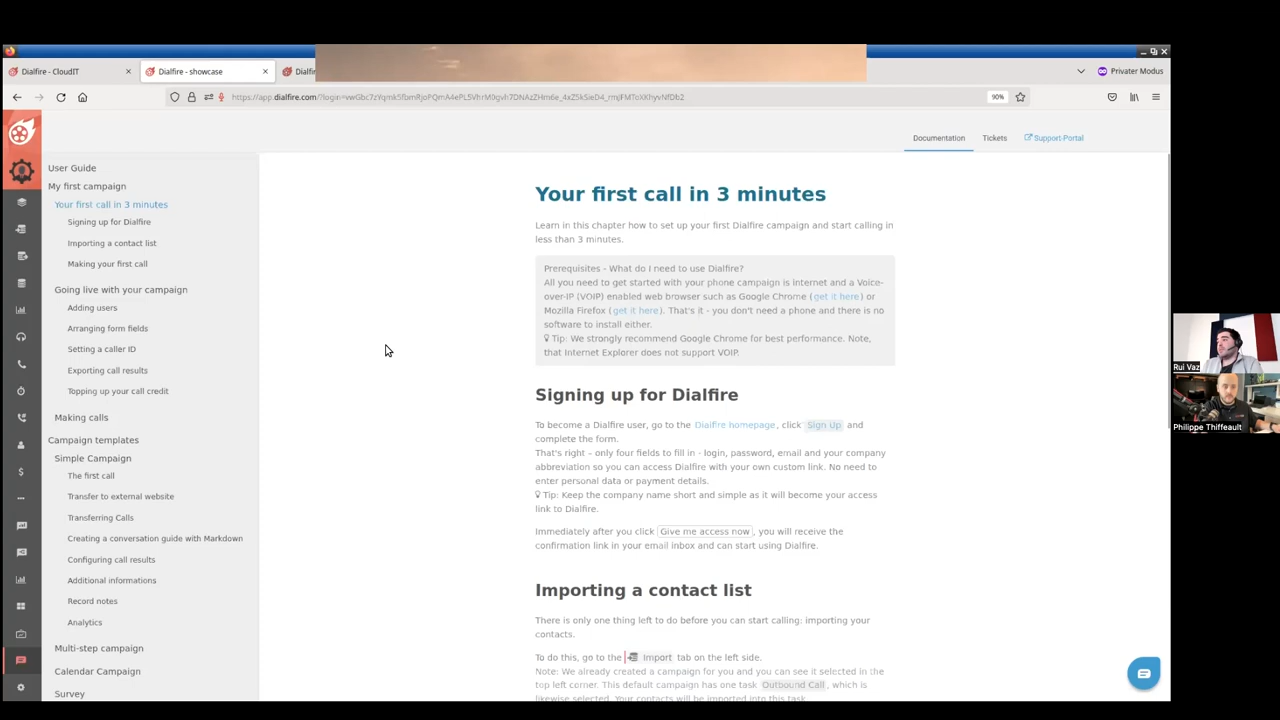 Dialfire - CloudIT
Dialfire - showcase
Dialfir
Privater Modus
90%
Documentation
Tickets
Support-Portal
User Guide
My first campaign
Your first call in 3 minutes
Signing up for Dialfire
Importing a contact list
Making your first call
Going live with your campaign
Adding users
Arranging form fields
Setting a caller ID
Exporting call results
Topping up your call credit
Making calls
Campaign templates
Simple Campaign
The first call
Transfer to external website
Transferring Calls
Creating a conversation guide with Markdown
Configuring call results
Additional informations
Record notes
Analytics
Multi-step campaign
Calendar Campaign
Survey
Your first call in 3 minutes
Learn in this chapter how to set up your first Dialfire campaign and start calling in
less than 3 minutes.
Prerequisites - What do I need to use Dialfire?
All you need to get started with your phone campaign is internet and a Voice-
over-IP (VOIP) enabled web browser such as Google Chrome (get it here) or
Mozilla Firefox (get it here). That's it - you don't need a phone and there is no
software to install either.
Tip: We strongly recommend Google Chrome for best performance. Note,
that Internet Explorer does not support VOIP.
Signing up for Dialfire
To become a Dialfire user, go to the Dialfire homepage, click Sign Up and
complete the form.
That's right – only four fields to fill in - login, password, email and your company
abbreviation so you can access Dialfire with your own custom link. No need to
enter personal data or payment details.
Tip: Keep the company name short and simple as it will become your access
link to Dialfire.
Immediately after you click Give me access now, you will receive the
confirmation link in your email inbox and can start using Dialfire.
Importing a contact list
There is only one thing left to do before you can start calling: importing your
contacts.
To do this, go to the Import tab on the left side.
Note: We already created a campaign for you and you can see it selected in the
top left corner. This default campaign has one task Outbound Call, which is
likewise selected. Your contacts will be imported into this task.
Rui Vaz
Philippe Thiffeault